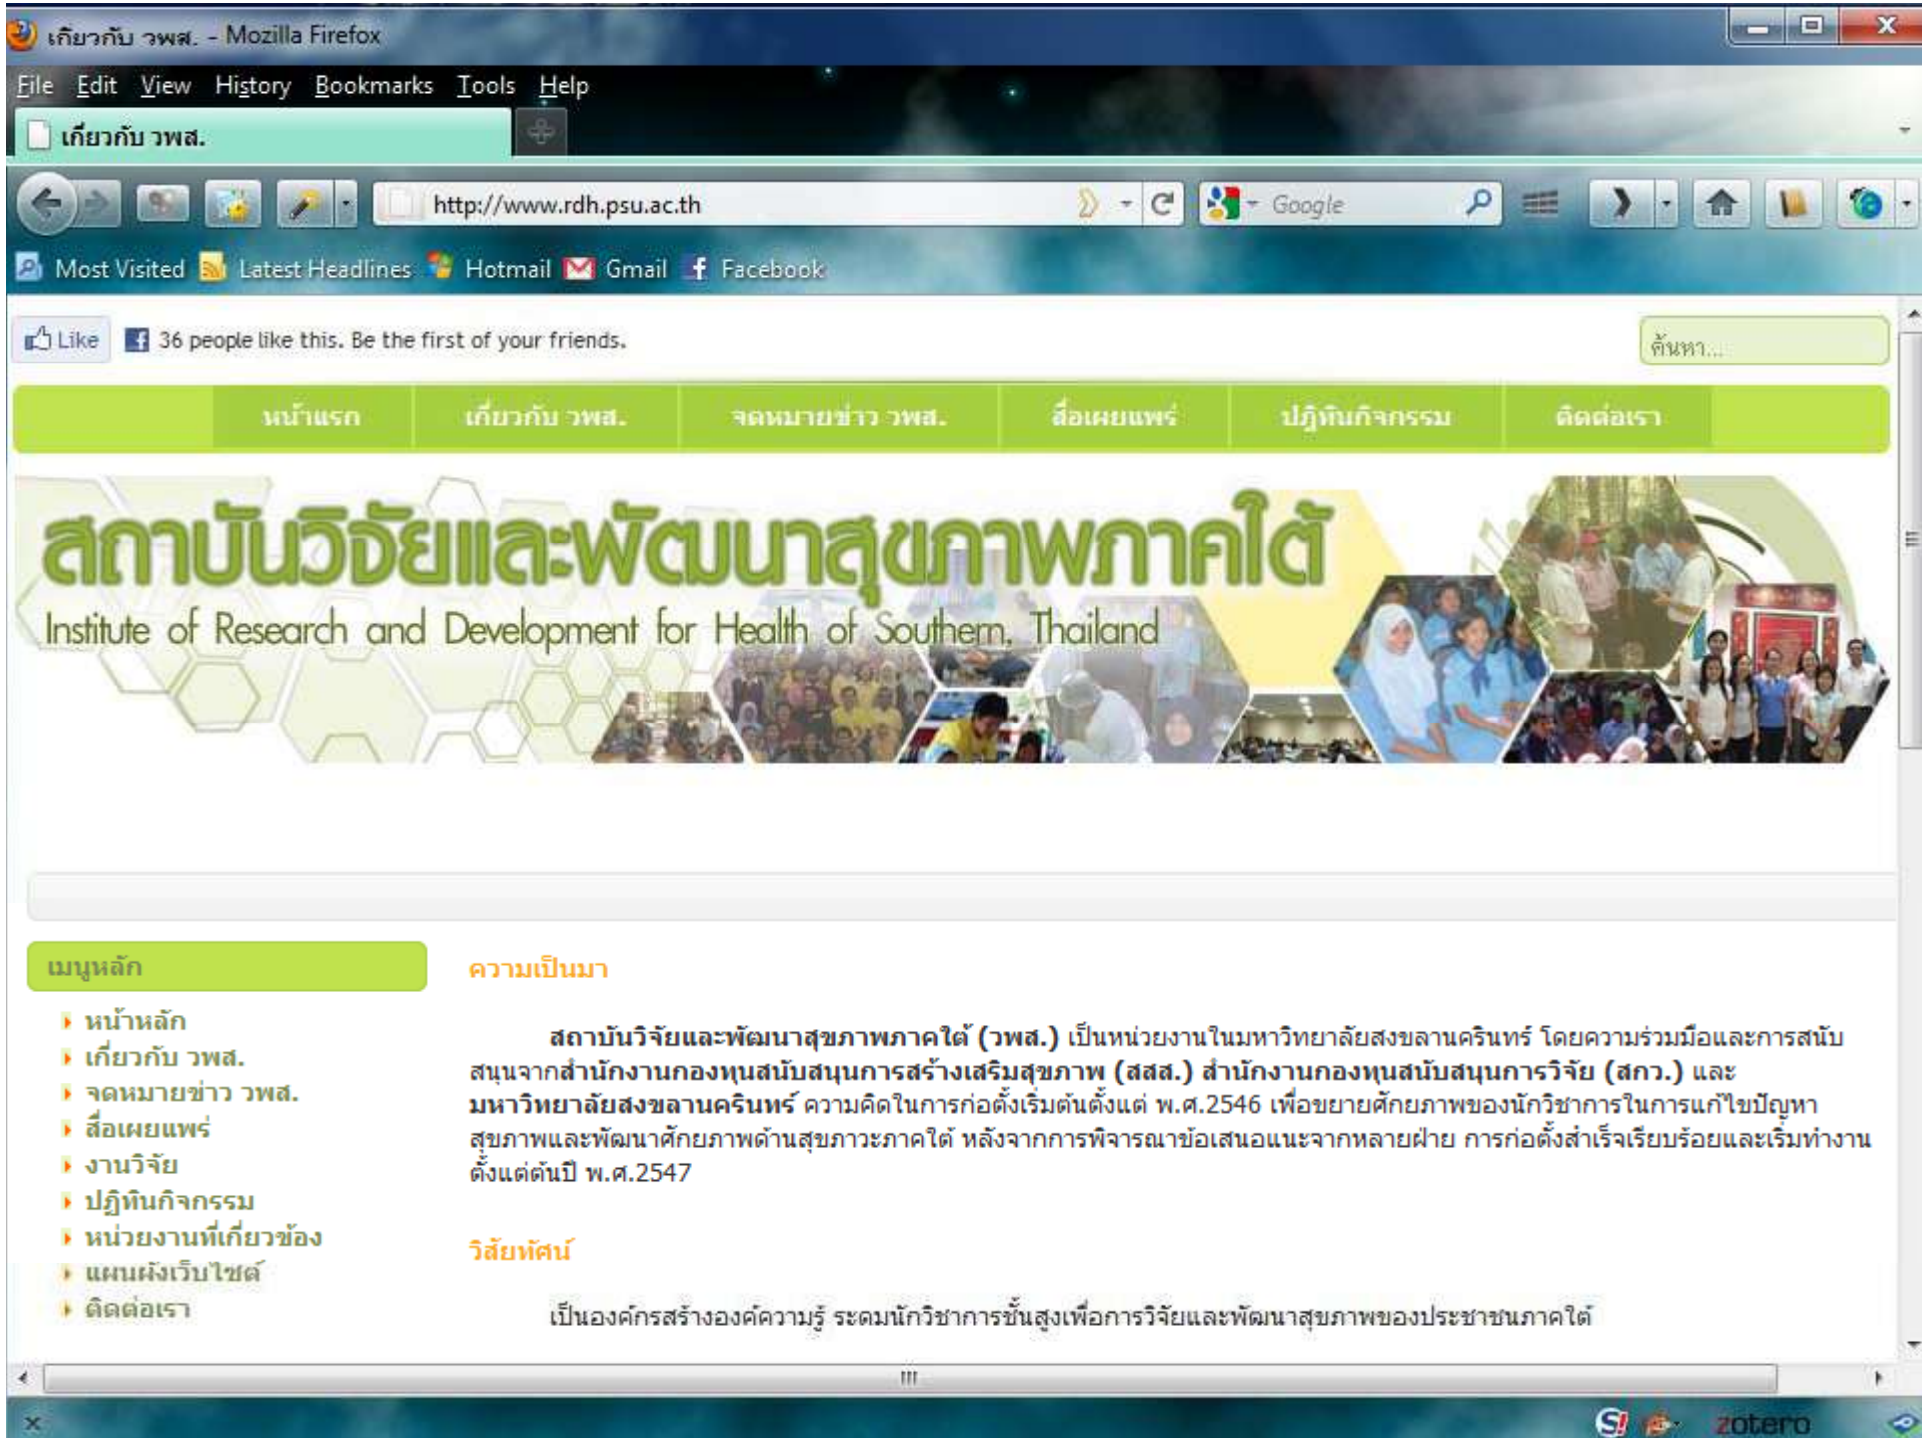 เกี่ยวกับ วพส. - Mozilla Firefox
File Edit View History Bookmarks Tools Help
เกี่ยวกับ วพส.
http://www.rdh.psu.ac.th
Google
Most Visited Latest Headlines Hotmail Gmail Facebook
Like 36 people like this. Be the first of your friends.
ค้นหา...
หน้าแรก เกี่ยวกับ วพส. จดหมายข่าว วพส. สื่อเผยแพร่ ปฏิทินกิจกรรม ติดต่อเรา
สถาบันวิจัยและพัฒนาสุขภาพภาคใต้
Institute of Research and Development for Health of Southern, Thailand
เมนูหลัก
หน้าหลัก
เกี่ยวกับ วพส.
จดหมายข่าว วพส.
สื่อเผยแพร่
งานวิจัย
ปฏิทินกิจกรรม
หน่วยงานที่เกี่ยวข้อง
แผนผังเว็บไซต์
ติดต่อเรา
ความเป็นมา
สถาบันวิจัยและพัฒนาสุขภาพภาคใต้ (วพส.) เป็นหน่วยงานในมหาวิทยาลัยสงขลานครินทร์ โดยความร่วมมือและการสนับ
สนุนจากสำนักงานกองทุนสนับสนุนการสร้างเสริมสุขภาพ (สสส.) สำนักงานกองทุนสนับสนุนการวิจัย (สกว.) และ
มหาวิทยาลัยสงขลานครินทร์ ความคิดในการก่อตั้งเริ่มต้นตั้งแต่ พ.ศ.2546 เพื่อขยายศักยภาพของนักวิชาการในการแก้ไขปัญหา
สุขภาพและพัฒนาศักยภาพด้านสุขภาวะภาคใต้ หลังจากการพิจารณาข้อเสนอแนะจากหลายฝ่าย การก่อตั้งสำเร็จเรียบร้อยและเริ่มทำงาน
ตั้งแต่ต้นปี พ.ศ.2547
วิสัยทัศน์
เป็นองค์กรสร้างองค์ความรู้ ระดมนักวิชาการชั้นสูงเพื่อการวิจัยและพัฒนาสุขภาพของประชาชนภาคใต้
zotero